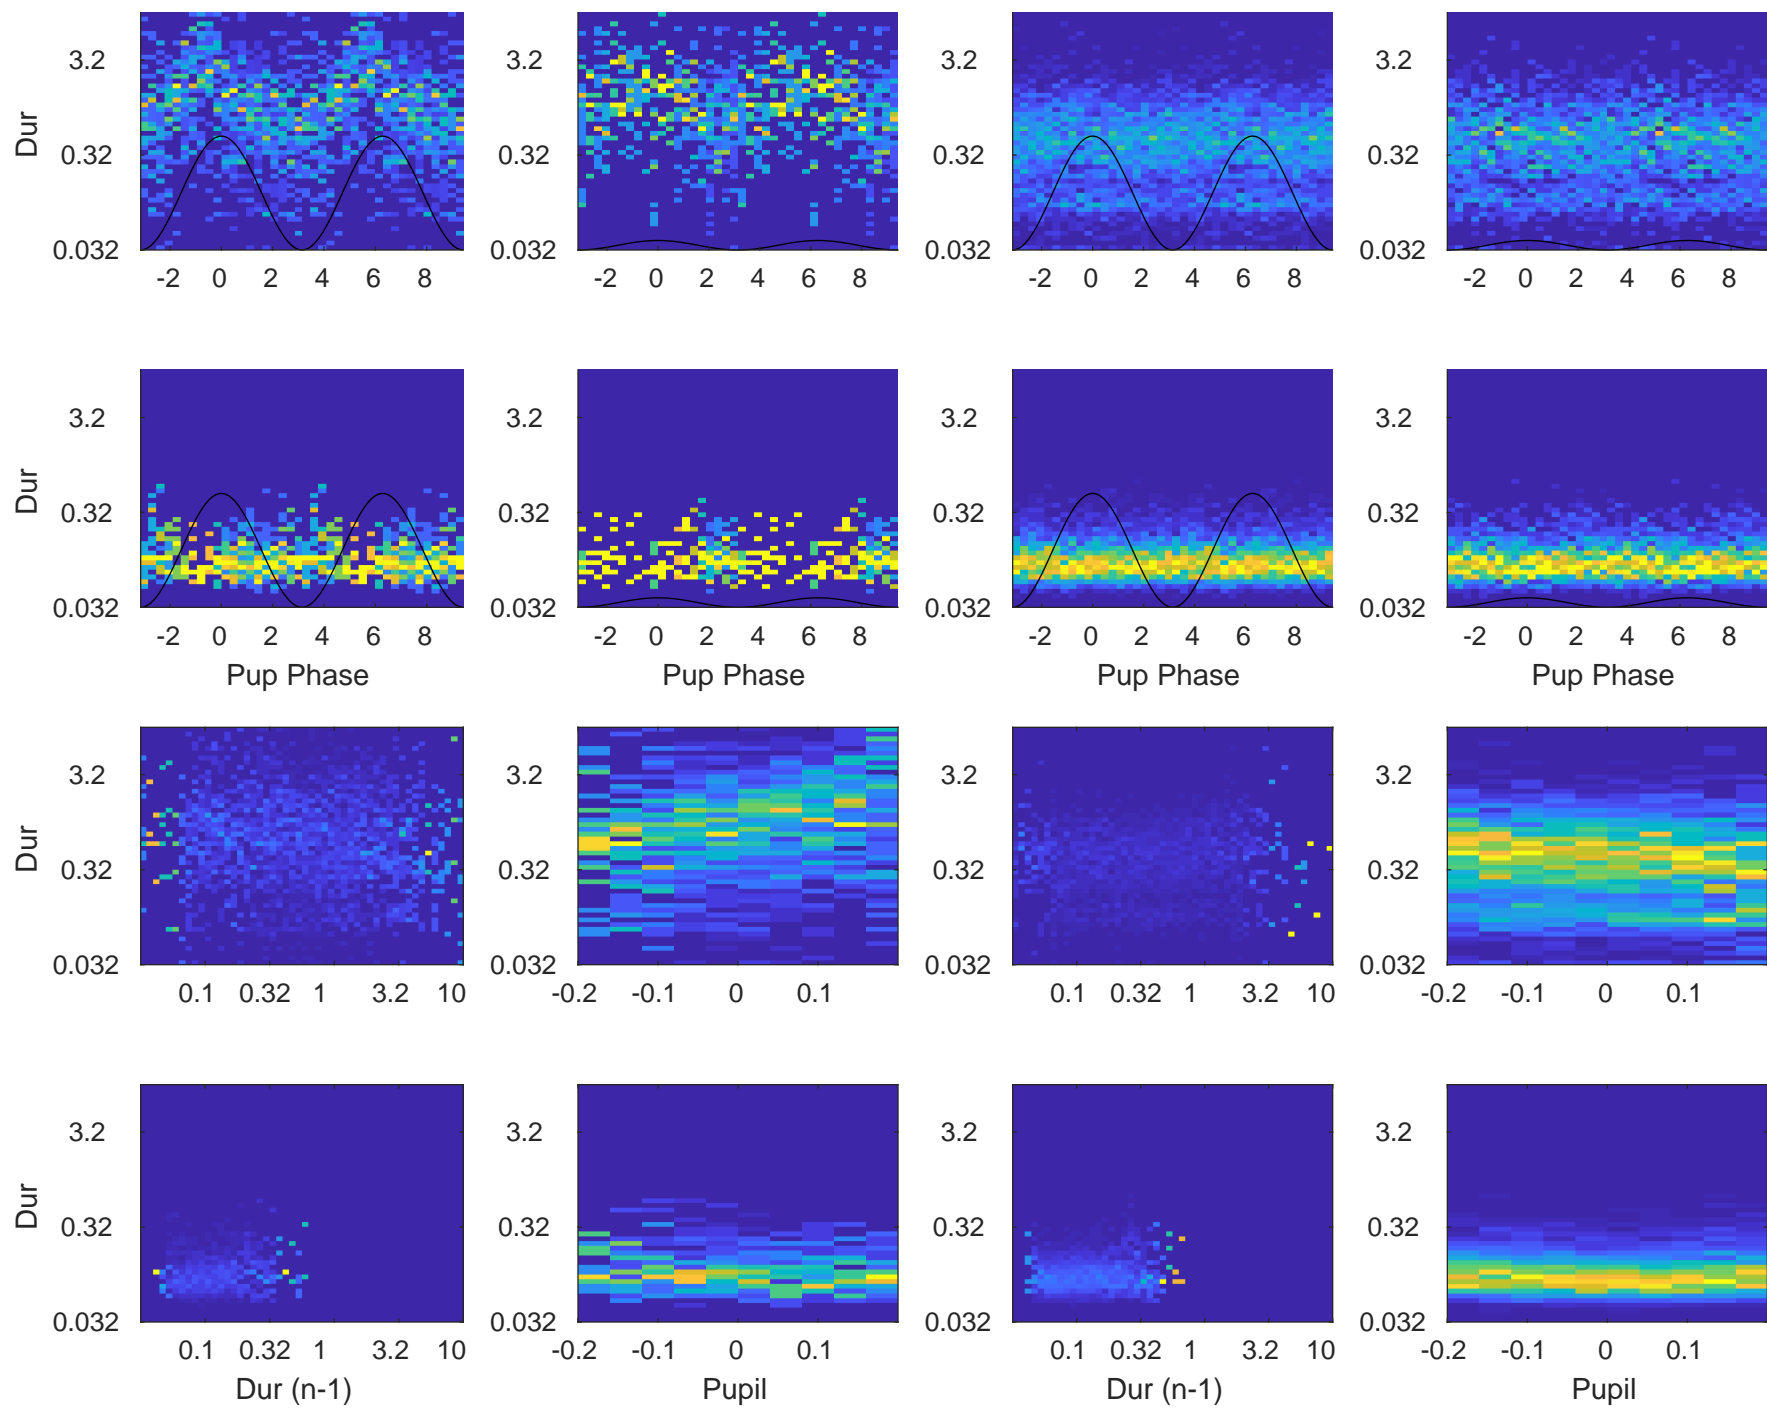 3.2 3.2 3.2 3.2
Dur
0.32 0.32 0.32 0.32
0.032 0.032 0.032 0.032
-2 0 2 4 6 8 -2 0 2 4 6 8 -2 0 2 4 6 8 -2 0 2 4 6 8
3.2 3.2 3.2 3.2
Dur
0.32 0.32 0.32 0.32
0.032 0.032 0.032 0.032
-2 0 2 4 6 8 -2 0 2 4 6 8 -2 0 2 4 6 8 -2 0 2 4 6 8
Pup Phase Pup Phase Pup Phase Pup Phase
3.2 3.2 3.2 3.2
Dur
0.32 0.32 0.32 0.32
0.032 0.032 0.032 0.032
0.1 0.32 1 3.2 10 -0.2 -0.1 0 0.1 0.1 0.32 1 3.2 10 -0.2 -0.1 0 0.1
3.2 3.2 3.2 3.2
Dur
0.32 0.32 0.32 0.32
0.032 0.032 0.032 0.032
0.1 0.32 1 3.2 10 -0.2 -0.1 0 0.1 0.1 0.32 1 3.2 10 -0.2 -0.1 0 0.1
Dur (n-1) Pupil Dur (n-1) Pupil